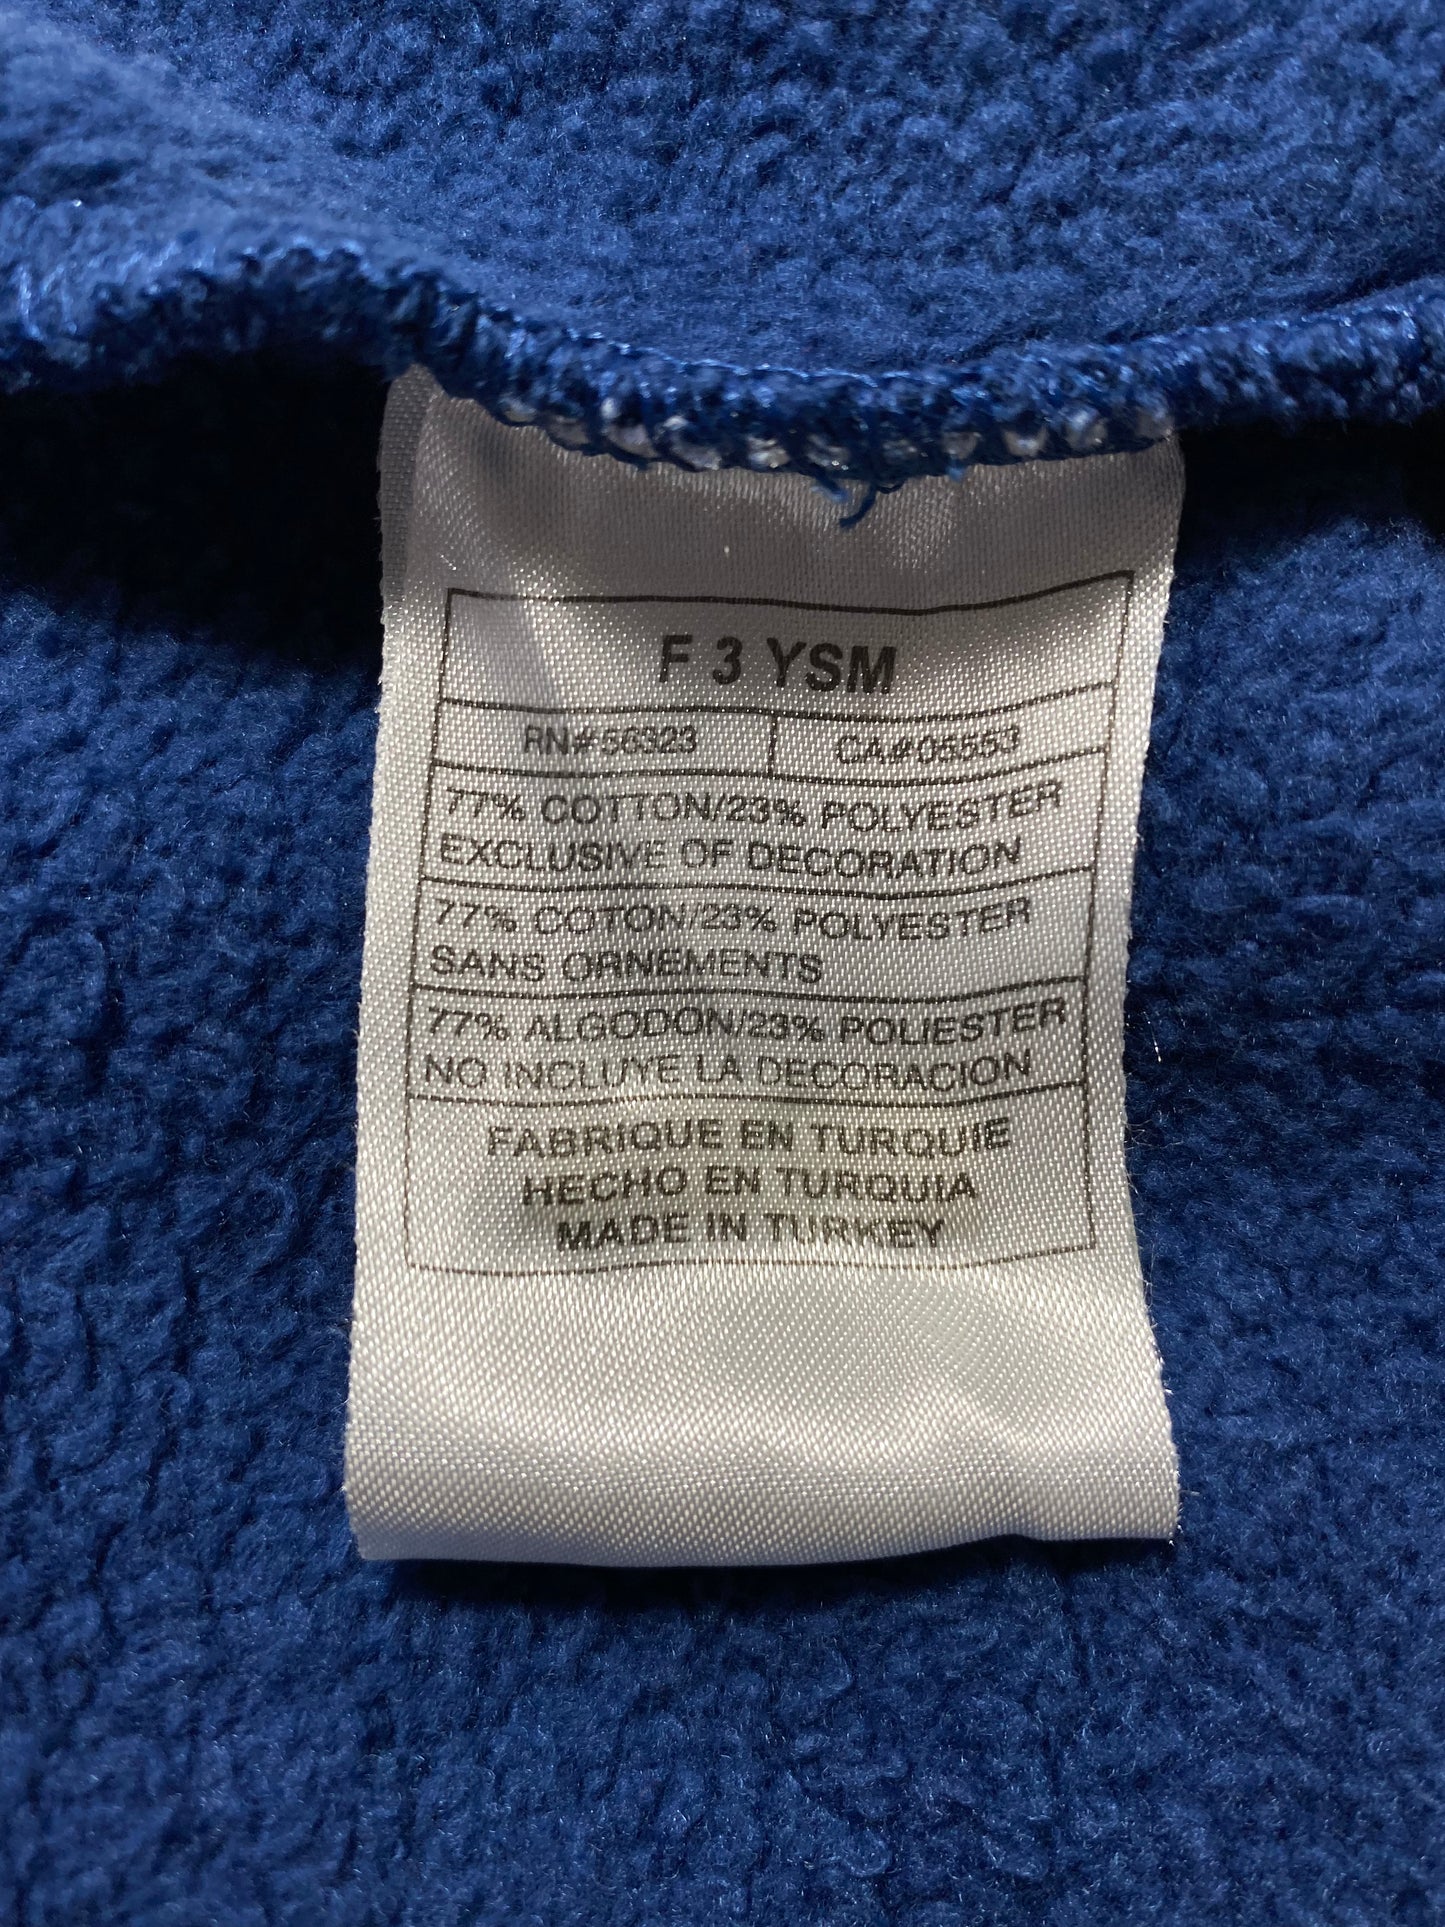 F 3 YSM
RN#56323 CA#05553
77% COTTON/23% POLYESTER
EXCLUSIVE OF DECORATION
77% COTON/23% POLYESTER
SANS ORNEMENTS
77% ALGODON/23% POLIESTER
NO INCLUYE LA DECORACION
FABRIQUE EN TURQUIE
HECHO EN TURQUIA
MADE IN TURKEY